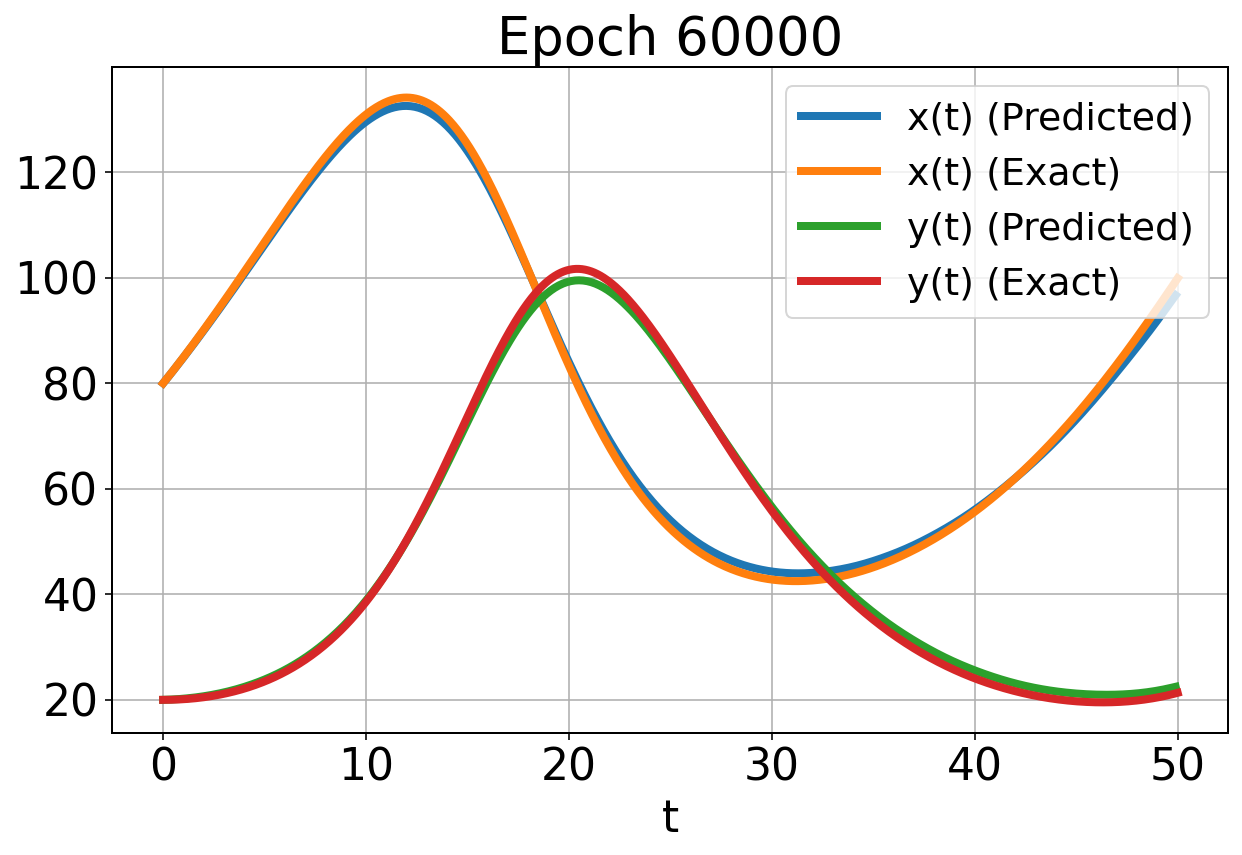 Epoch 60000
x(t) (Predicted)
x(t) (Exact)
y(t) (Predicted)
y(t) (Exact)
120
100
80
60
40
20
0 10 20 30 40 50
t